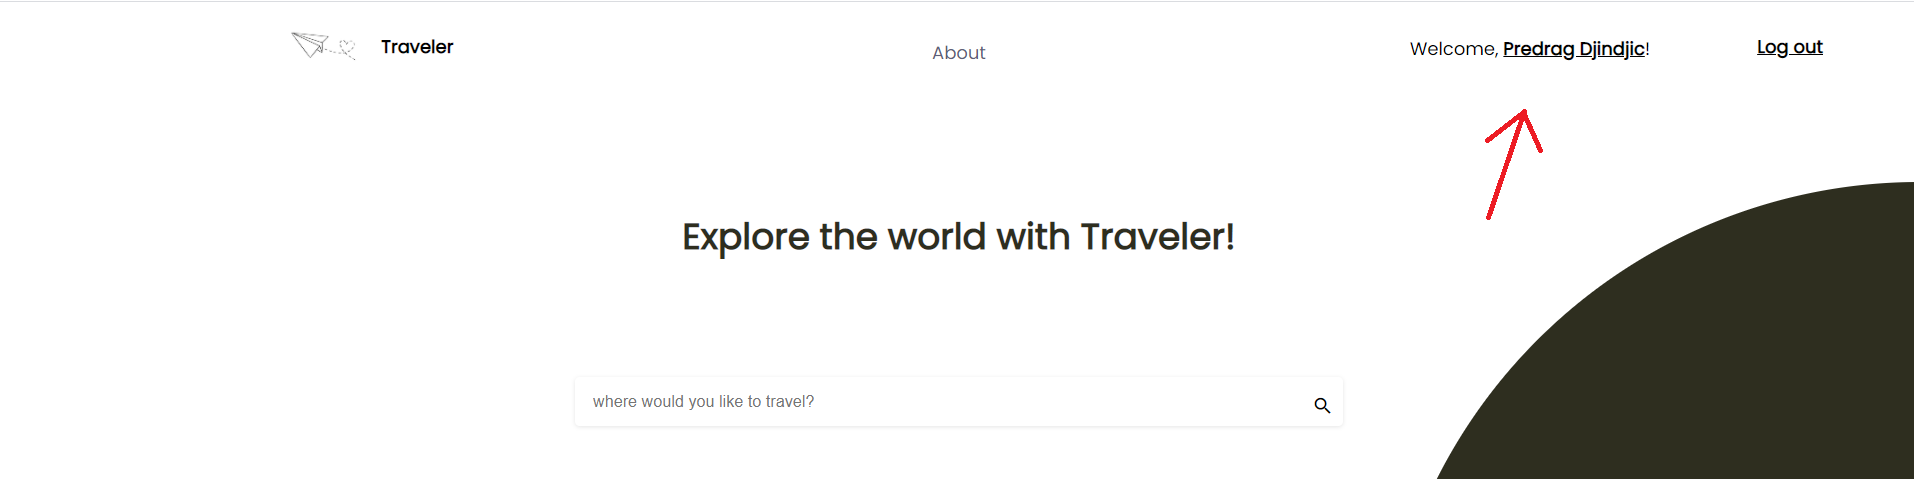 Traveler
About
Welcome, Predrag Djindjic!
Log out
Explore the world with Traveler!
where would you like to travel?